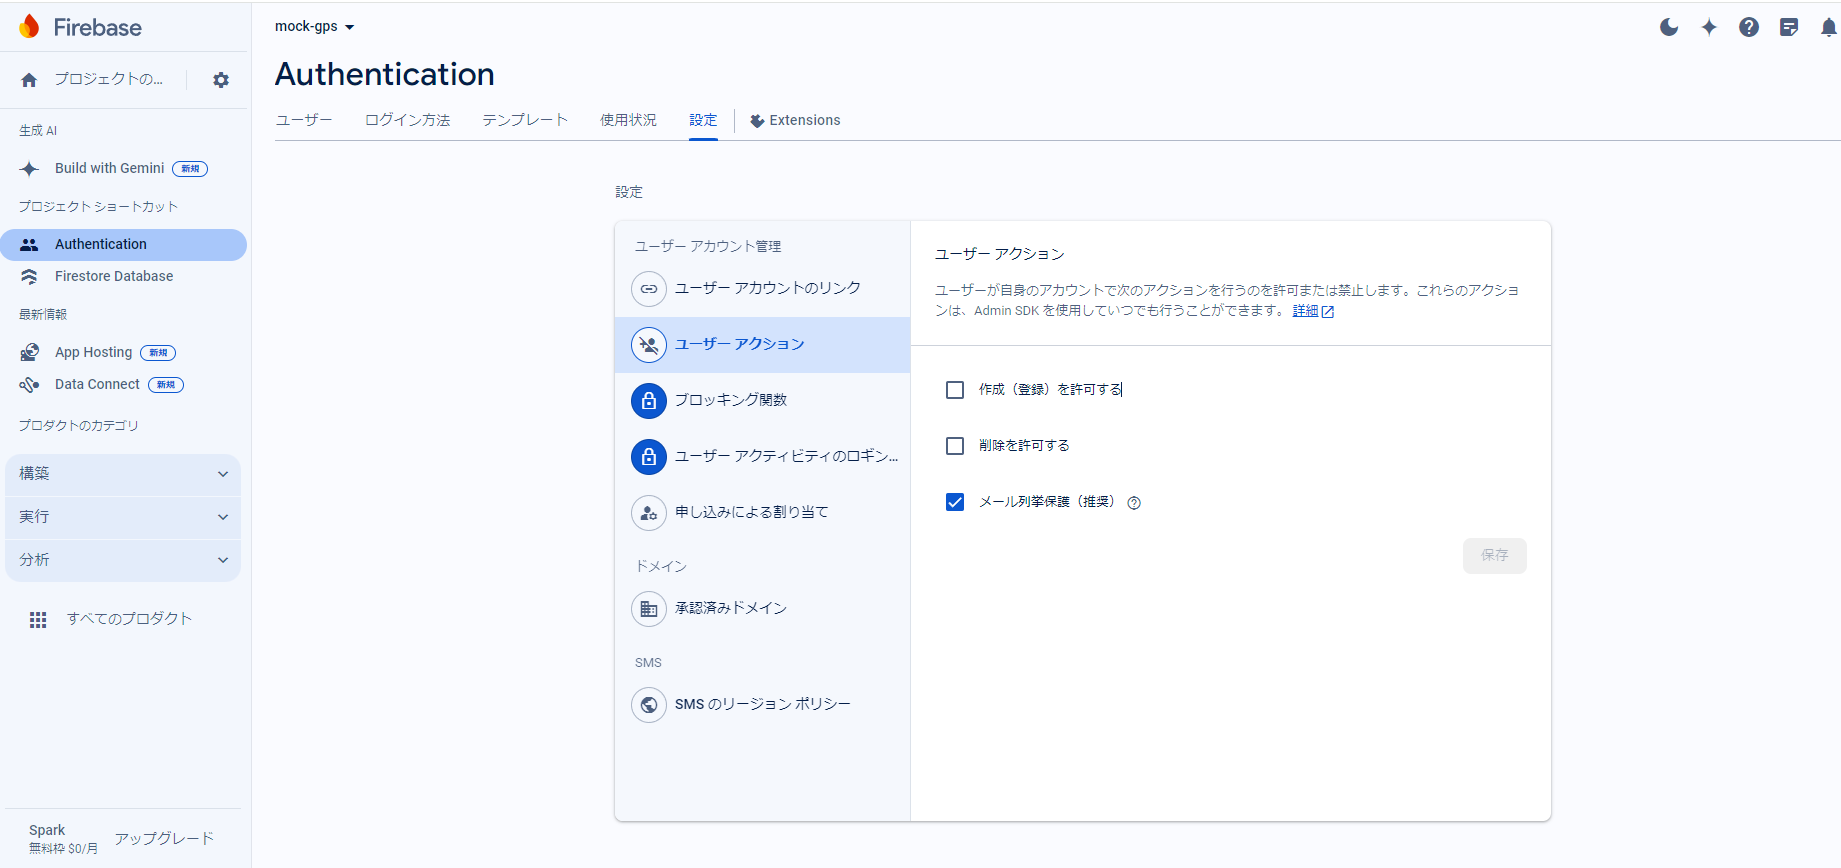 Firebase
プロジェクトの...
生成 AI
Build with Gemini 新規
プロジェクト ショートカット
Authentication
Firestore Database
最新情報
App Hosting 新規
Data Connect 新規
プロダクトのカテゴリ
構築
実行
分析
すべてのプロダクト
Spark
無料枠 $0/月
アップグレード
mock-gps
Authentication
ユーザー ログイン方法 テンプレート 使用状況 設定 Extensions
設定
ユーザー アカウント管理
ユーザー アカウントのリンク
ユーザー アクション
ブロッキング関数
ユーザー アクティビティのロギン...
申し込みによる割り当て
ドメイン
承認済みドメイン
SMS
SMS のリージョン ポリシー
ユーザー アクション
ユーザーが自身のアカウントで次のアクションを行うのを許可または禁止します。これらのアクショ
ンは、Admin SDK を使用していつでも行うことができます。 詳細
作成（登録）を許可する
削除を許可する
メール列挙保護（推奨）
保存